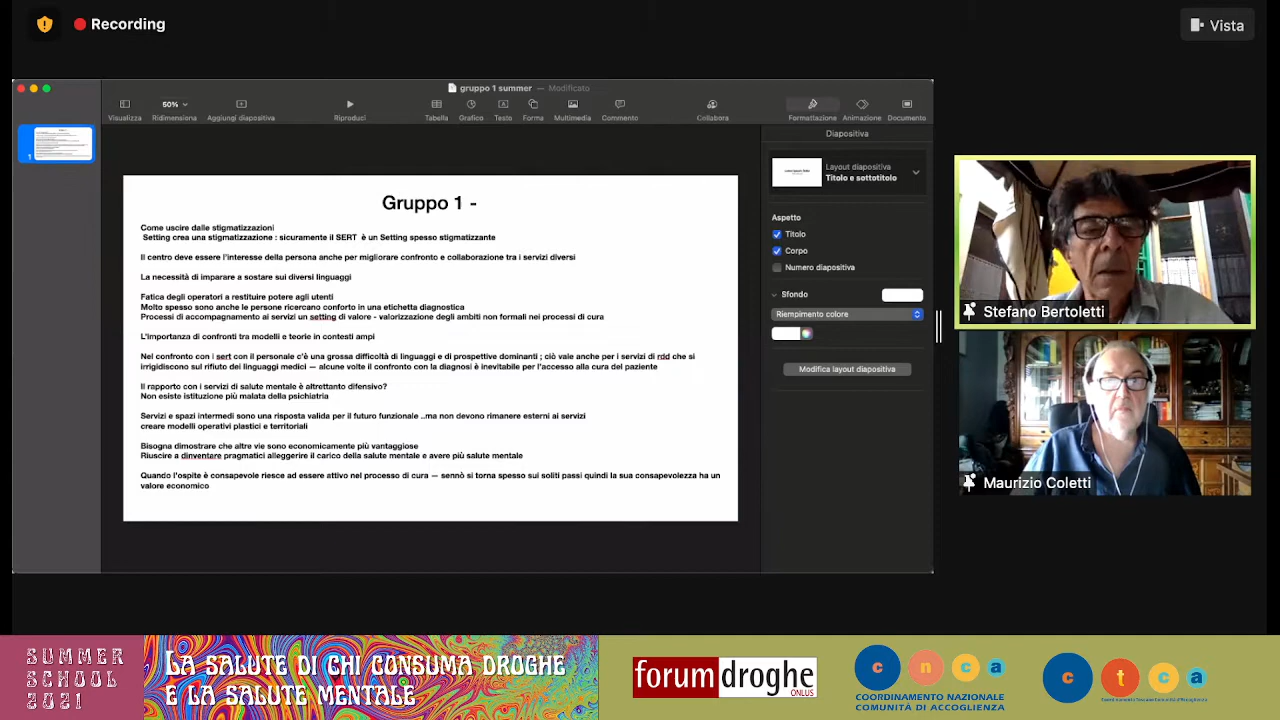 Recording
Vista
gruppo 1 summer — Modificato
50%
Visualizza
Ridimensiona
Aggiungi diapositiva
Riproduci
Tabella
Grafico
Testo
Forma
Multimedia
Commento
Collabora
Formattazione
Animazione
Documento
Diapositiva
1
Layout diapositiva
Titolo e sottotitolo
Aspetto
Titolo
Corpo
Numero diapositiva
Sfondo
Riempimento colore
Modifica layout diapositiva
Gruppo 1 -
Come uscire dalle stigmatizzazioni
Setting crea una stigmatizzazione : sicuramente il SERT è un Setting spesso stigmatizzante
Il centro deve essere l'interesse della persona anche per migliorare confronto e collaborazione tra i servizi diversi
La necessità di imparare a sostare sui diversi linguaggi
Fatica degli operatori a restituire potere agli utenti
Molto spesso sono anche le persone ricercano conforto in una etichetta diagnostica
Processi di accompagnamento ai servizi un setting di valore - valorizzazione degli ambiti non formali nei processi di cura
L'importanza di confronti tra modelli e teorie in contesti ampi
Nel confronto con i sert con il personale c'è una grossa difficoltà di linguaggi e di prospettive dominanti ; ciò vale anche per i servizi di rdd che si
irrigidiscono sul rifiuto dei linguaggi medici — alcune volte il confronto con la diagnosi è inevitabile per l'accesso alla cura del paziente
Il rapporto con i servizi di salute mentale è altrettanto difensivo?
Non esiste istituzione più malata della psichiatria
Servizi e spazi intermedi sono una risposta valida per il futuro funzionale ..ma non devono rimanere esterni ai servizi
creare modelli operativi plastici e territoriali
Bisogna dimostrare che altre vie sono economicamente più vantaggiose
Riuscire a dinventare pragmatici alleggerire il carico della salute mentale e avere più salute mentale
Quando l'ospite è consapevole riesce ad essere attivo nel processo di cura — sennò si torna spesso sui soliti passi quindi la sua consapevolezza ha un
valore economico
Stefano Bertoletti
Maurizio Coletti
SUMMER
SCHOOL
2021
LA SALUTE DI CHI CONSUMA DROGHE
E LA SALUTE MENTALE
forumdroghe
ONLUS
c n c a
COORDINAMENTO NAZIONALE
COMUNITÀ DI ACCOGLIENZA
c t c a